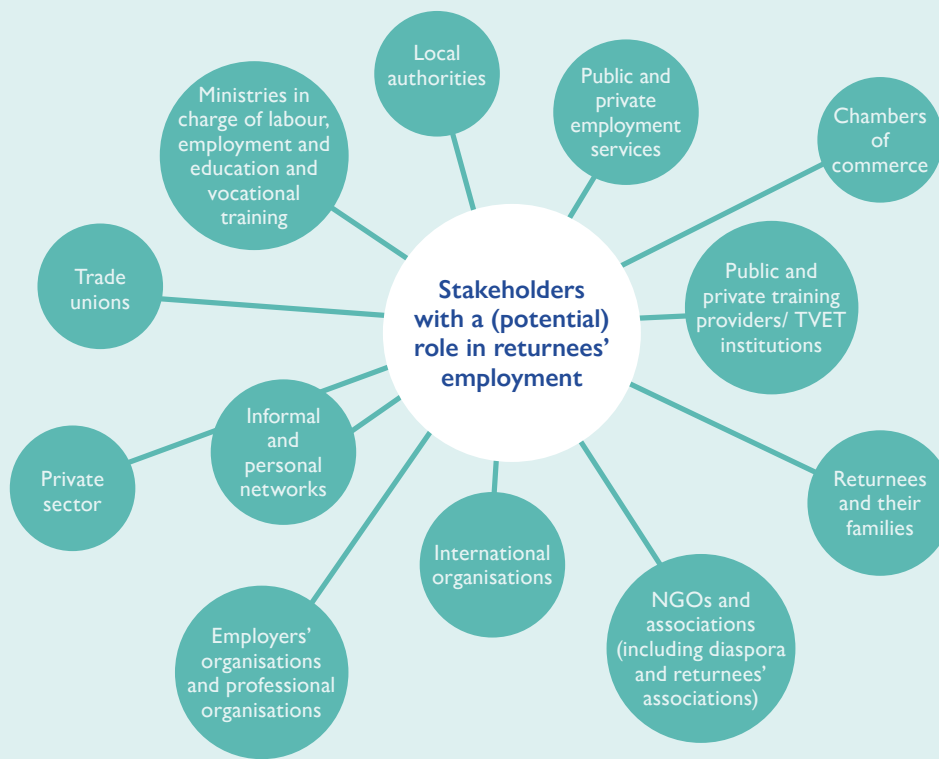 Local
authorities
Public and
private
employment
services
Ministries in
charge of labour,
employment and
education and
vocational
training
Chambers
of
commerce
Trade
unions
Stakeholders
with a (potential)
role in returnees’
employment
Public and
private training
providers/ TVET
institutions
Informal
and
personal
networks
Private
sector
Returnees
and their
families
International
organisations
NGOs and
associations
(including diaspora
and returnees’
associations)
Employers’
organisations
and professional
organisations